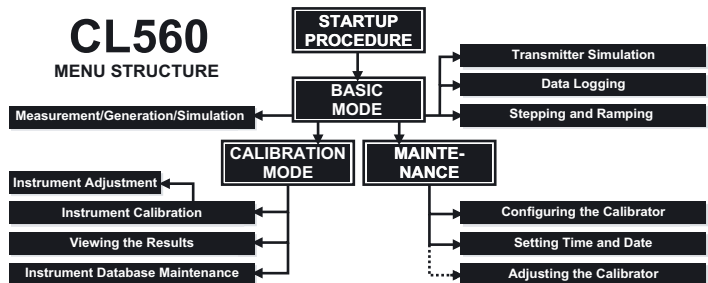 CL560
MENU STRUCTURE
STARTUP
PROCEDURE
Transmitter Simulation
Data Logging
Stepping and Ramping
BASIC
MODE
Measurement/Generation/Simulation
CALIBRATION
MODE
MAINTE-
NANCE
Instrument Adjustment
Instrument Calibration
Viewing the Results
Instrument Database Maintenance
Configuring the Calibrator
Setting Time and Date
Adjusting the Calibrator